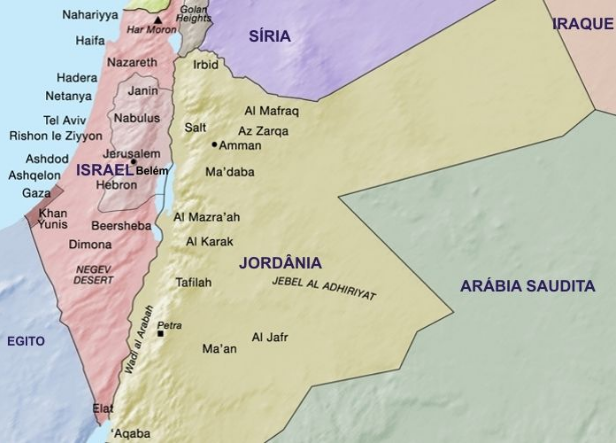 Nahariyya
Golan
Heights
Har Moron
Haifa
SÍRIA
IRAQUE
Nazareth
Irbid
Hadera
Janin
Netanya
Al Mafraq
Nabulus
Tel Aviv
Salt
Az Zarqa
Rishon le Ziyyon
Amman
Ashdod
Jerusalem
ISRAEL
Belém
Ashqelon
Ma'daba
Hebron
Gaza
Khan
Yunis
Al Mazra'ah
Beersheba
Dimona
Al Karak
JORDÂNIA
NEGEV
DESERT
Tafilah
JEBEL AL ADHIRIYAT
ARÁBIA SAUDITA
Wadi al Arabah
Petra
EGITO
Al Jafr
Ma'an
Elat
'Aqaba